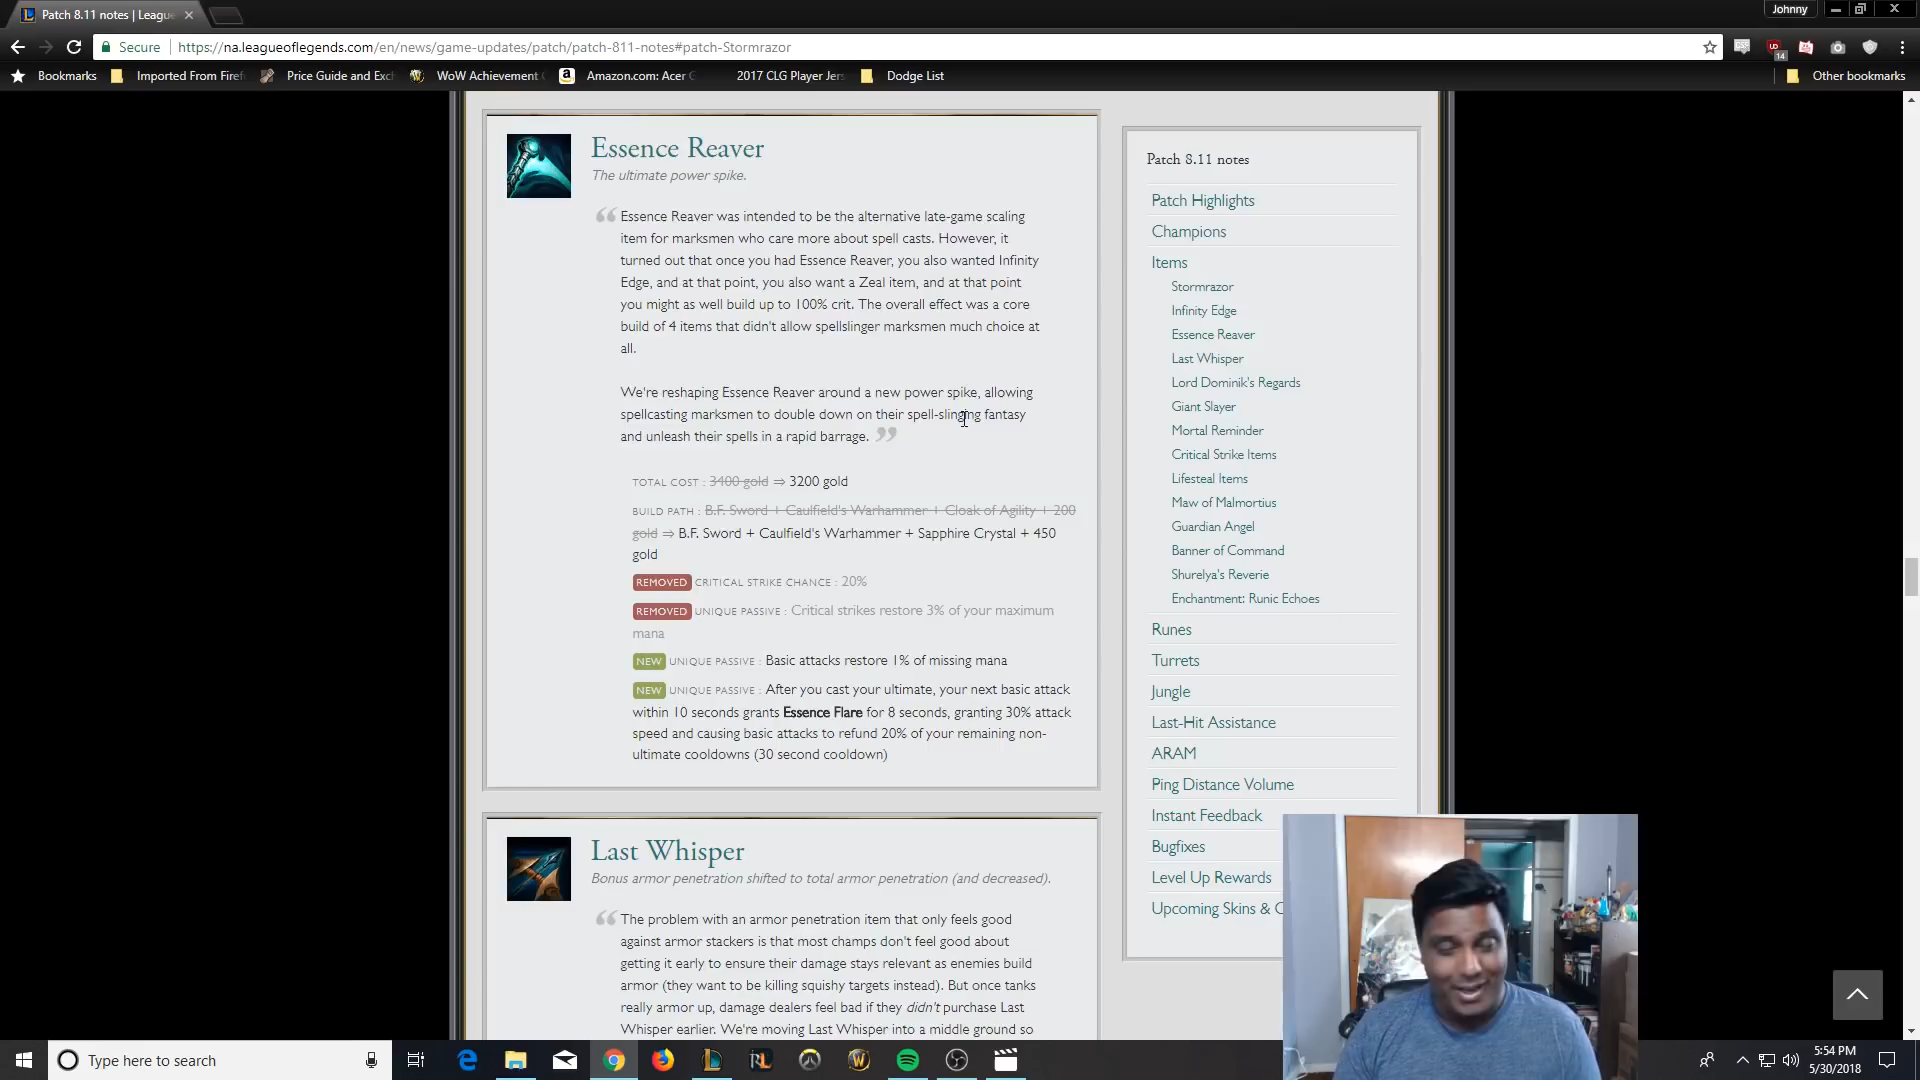 Patch 8.11 notes | Leagu
Johnny
Secure
https://na.leagueoflegends.com/en/news/game-updates/patch/patch-811-notes#patch-Stormrazor
14
Bookmarks
Imported From Firef
Price Guide and Exch
WoW Achievement
Amazon.com: Acer
2017 CLG Player Jers
Dodge List
Other bookmarks
Essence Reaver
The ultimate power spike.
Essence Reaver was intended to be the alternative late-game scaling
item for marksmen who care more about spell casts. However, it
turned out that once you had Essence Reaver, you also wanted Infinity
Edge, and at that point, you also want a Zeal item, and at that point
you might as well build up to 100% crit. The overall effect was a core
build of 4 items that didn't allow spellslinger marksmen much choice at
all.
We're reshaping Essence Reaver around a new power spike, allowing
spellcasting marksmen to double down on their spell-slinging fantasy
and unleash their spells in a rapid barrage.
TOTAL COST : 3400 gold ⇒ 3200 gold
BUILD PATH : B.F. Sword + Caulfield's Warhammer + Cloak of Agility + 200
gold ⇒ B.F. Sword + Caulfield's Warhammer + Sapphire Crystal + 450
gold
REMOVED CRITICAL STRIKE CHANCE : 20%
REMOVED UNIQUE PASSIVE : Critical strikes restore 3% of your maximum
mana
NEW UNIQUE PASSIVE : Basic attacks restore 1% of missing mana
NEW UNIQUE PASSIVE : After you cast your ultimate, your next basic attack
within 10 seconds grants Essence Flare for 8 seconds, granting 30% attack
speed and causing basic attacks to refund 20% of your remaining non-
ultimate cooldowns (30 second cooldown)
Last Whisper
Bonus armor penetration shifted to total armor penetration (and decreased).
The problem with an armor penetration item that only feels good
against armor stackers is that most champs don't feel good about
getting it early to ensure their damage stays relevant as enemies build
armor (they want to be killing squishy targets instead). But once tanks
really armor up, damage dealers feel bad if they didn't purchase Last
Whisper earlier. We're moving Last Whisper into a middle ground so
Patch 8.11 notes
Patch Highlights
Champions
Items
Stormrazor
Infinity Edge
Essence Reaver
Last Whisper
Lord Dominik's Regards
Giant Slayer
Mortal Reminder
Critical Strike Items
Lifesteal Items
Maw of Malmortius
Guardian Angel
Banner of Command
Shurelya's Reverie
Enchantment: Runic Echoes
Runes
Turrets
Jungle
Last-Hit Assistance
ARAM
Ping Distance Volume
Instant Feedback
Bugfixes
Level Up Rewards
Upcoming Skins & C
Type here to search
5:54 PM
5/30/2018